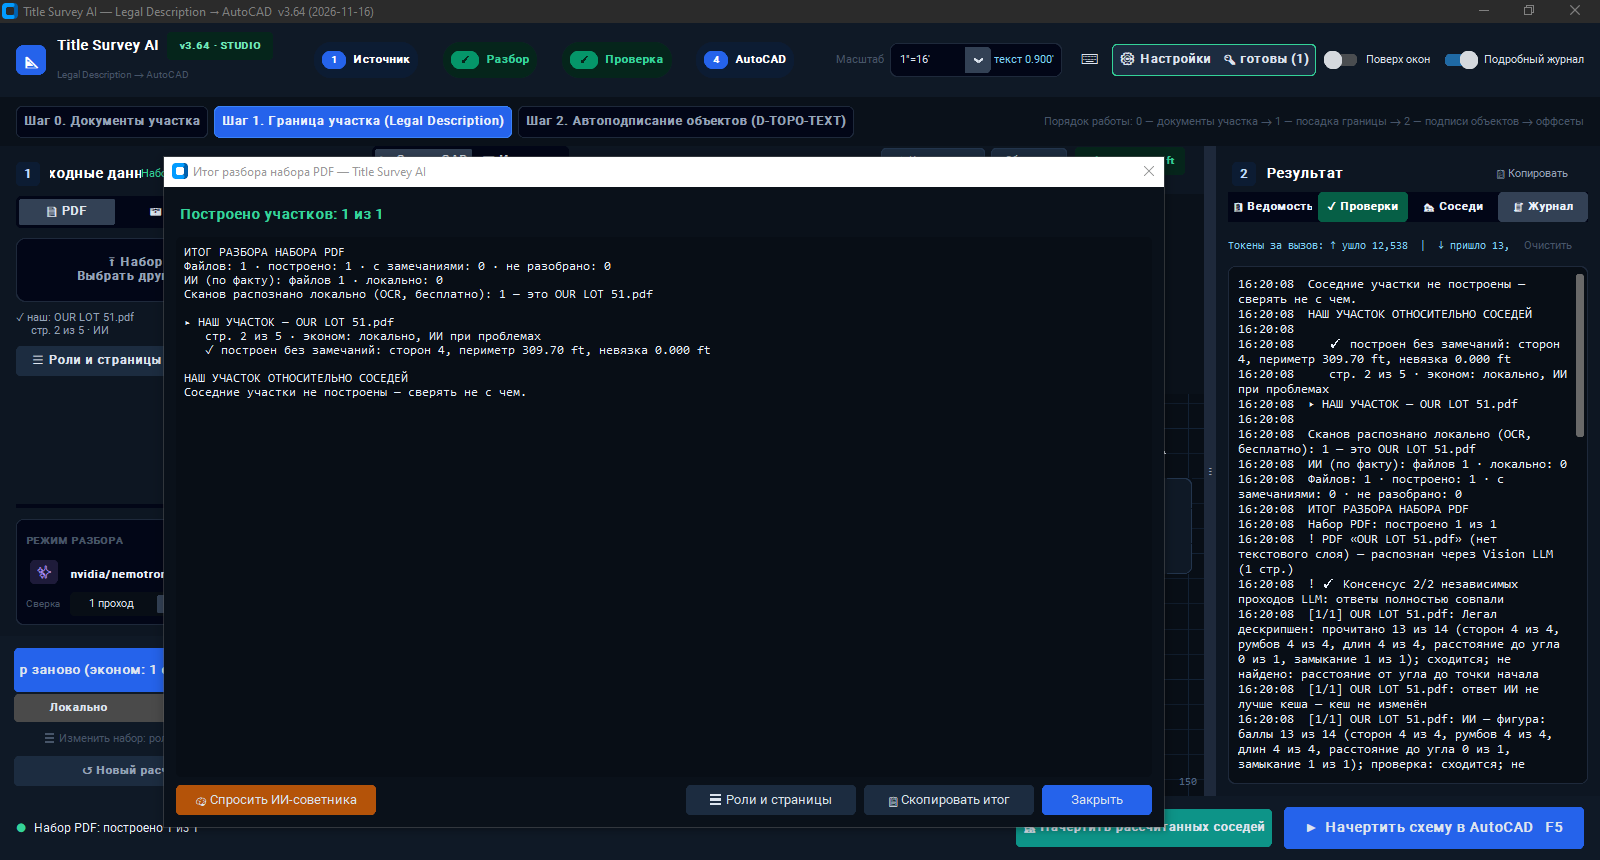 Title Survey AI — Legal Description → AutoCAD v3.64 (2026-11-16)
Title Survey AI
v3.64 · STUDIO
Legal Description → AutoCAD
1 Источник
✓ Разбор
✓ Проверка
4 AutoCAD
Масштаб
1"=16'
текст 0.900'
Настройки
готовы (1)
Поверх окон
Подробный журнал
Шаг 0. Документы участка
Шаг 1. Граница участка (Legal Description)
Шаг 2. Автоподписание объектов (D-TOPO-TEXT)
Порядок работы: 0 — документы участка → 1 — посадка границы → 2 — подписи объектов → оффсеты
1 ходные данн
PDF
Набор
✓ наш: OUR LOT 51.pdf
стр. 2 из 5 · ИИ
☰ Роли и страницы
РЕЖИМ РАЗБОРА
Сверка
1 проход
р заново (эконом: 1
Локально
☰ Изменить набор: рол
↺ Новый рас
Набор PDF: построено 1 из 1
Итог разбора набора PDF — Title Survey AI
Построено участков: 1 из 1
ИТОГ РАЗБОРА НАБОРА PDF
Файлов: 1 · построено: 1 · с замечаниями: 0 · не разобрано: 0
ИИ (по факту): файлов 1 · локально: 0
Сканов распознано локально (OCR, бесплатно): 1 — это OUR LOT 51.pdf
▸ НАШ УЧАСТОК — OUR LOT 51.pdf
стр. 2 из 5 · эконом: локально, ИИ при проблемах
✓ построен без замечаний: сторон 4, периметр 309.70 ft, невязка 0.000 ft
НАШ УЧАСТОК ОТНОСИТЕЛЬНО СОСЕДЕЙ
Соседние участки не построены — сверять не с чем.
Спросить ИИ-советника
☰ Роли и страницы
Скопировать итог
Закрыть
ft
150
2 Результат
Копировать
Ведомость
✓ Проверки
Соседи
Журнал
Токены за вызов: ↑ ушло 12,538 | ↓ пришло 13,
Очистить
16:20:08 Соседние участки не построены —
сверять не с чем.
16:20:08 НАШ УЧАСТОК ОТНОСИТЕЛЬНО СОСЕДЕЙ
16:20:08
16:20:08 ✓ построен без замечаний: сторон
4, периметр 309.70 ft, невязка 0.000 ft
16:20:08 стр. 2 из 5 · эконом: локально, ИИ
при проблемах
16:20:08 ▸ НАШ УЧАСТОК — OUR LOT 51.pdf
16:20:08
16:20:08 Сканов распознано локально (OCR,
бесплатно): 1 — это OUR LOT 51.pdf
16:20:08 ИИ (по факту): файлов 1 · локально: 0
16:20:08 Файлов: 1 · построено: 1 · с
замечаниями: 0 · не разобрано: 0
16:20:08 ИТОГ РАЗБОРА НАБОРА PDF
16:20:08 Набор PDF: построено 1 из 1
16:20:08 ! PDF «OUR LOT 51.pdf» (нет
текстового слоя) — распознан через Vision LLM
(1 стр.)
16:20:08 ! ✓ Консенсус 2/2 независимых
проходов LLM: ответы полностью совпали
16:20:08 [1/1] OUR LOT 51.pdf: Легал
дескрипшен: прочитано 13 из 14 (сторон 4 из 4,
румбов 4 из 4, длин 4 из 4, расстояние до угла
0 из 1, замыкание 1 из 1); сходится; не
найдено: расстояние от угла до точки начала
16:20:08 [1/1] OUR LOT 51.pdf: ответ ИИ не
лучше кеша — кеш не изменён
16:20:08 [1/1] OUR LOT 51.pdf: ИИ — фигура:
баллы 13 из 14 (сторон 4 из 4, румбов 4 из 4,
длин 4 из 4, расстояние до угла 0 из 1,
замыкание 1 из 1); проверка: сходится; не
Начертить рассчитанных соседей
► Начертить схему в AutoCAD F5